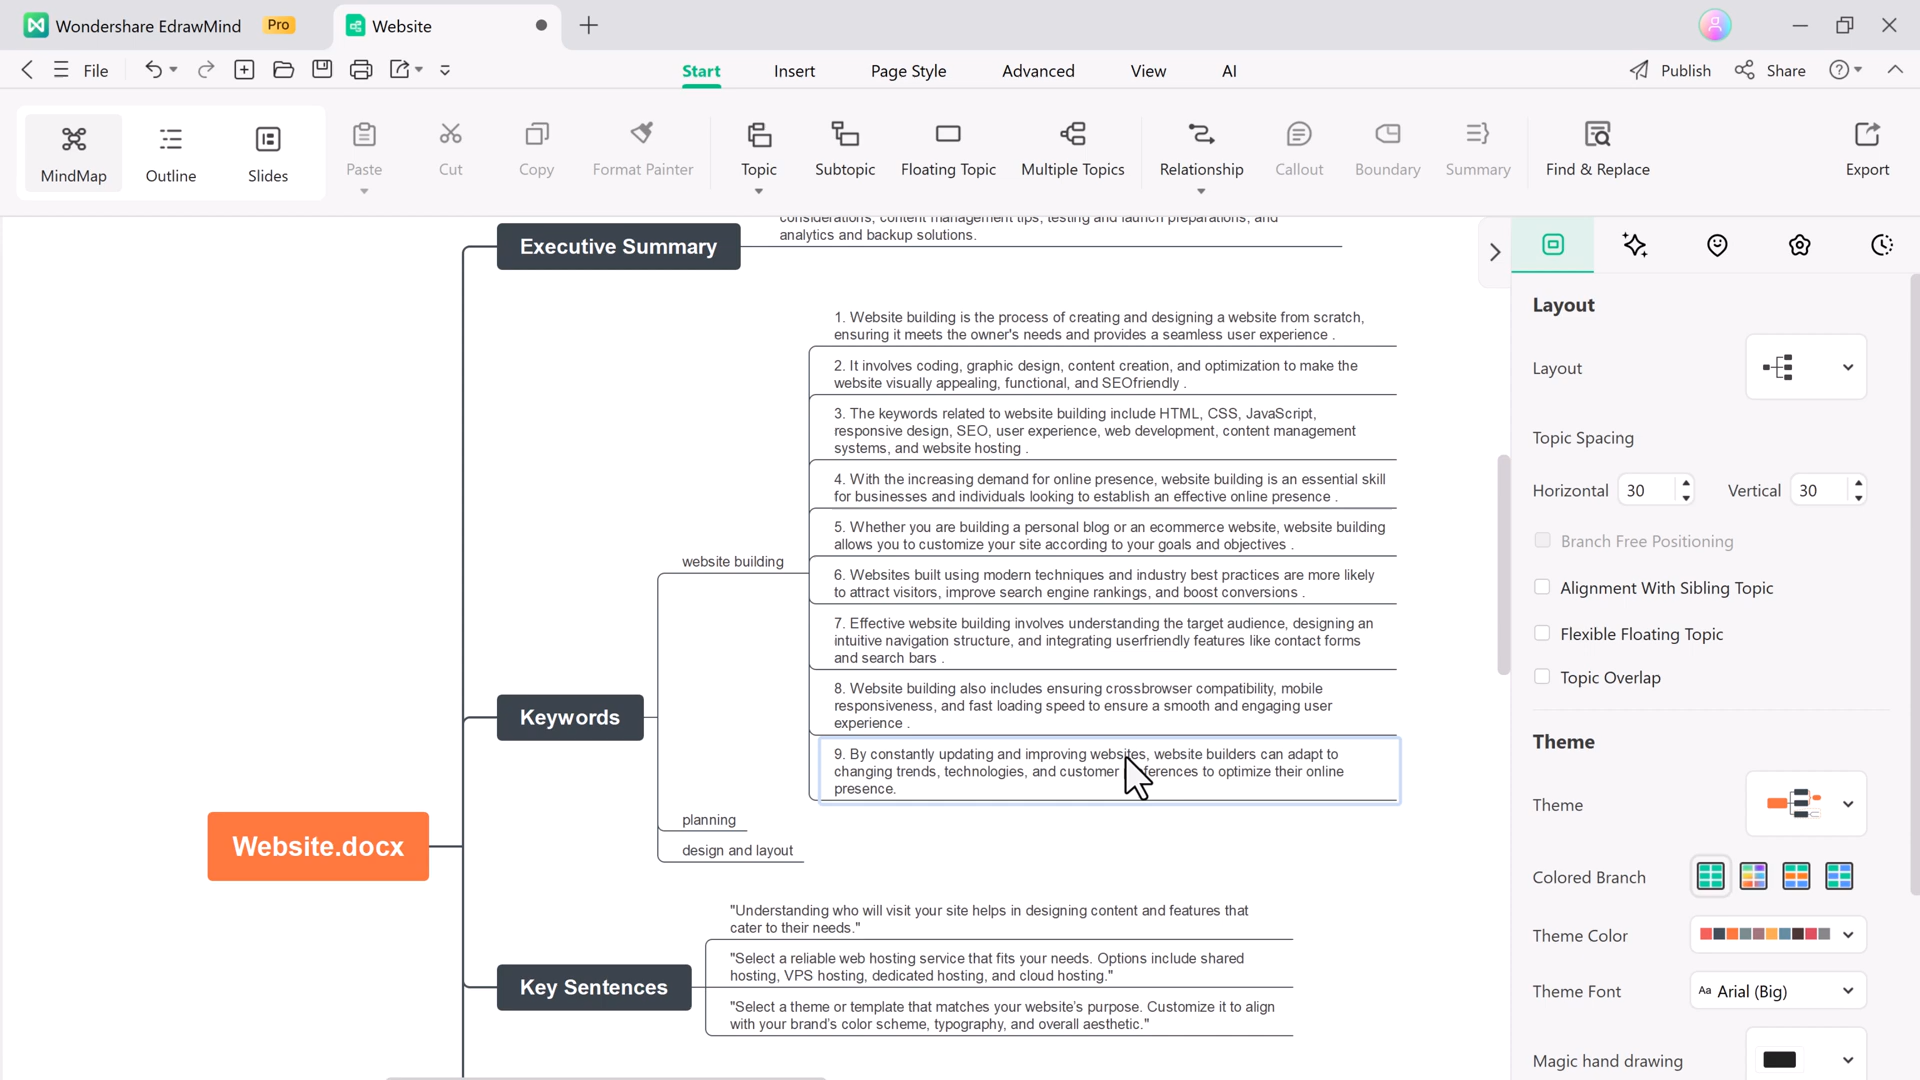 Wondershare EdrawMind Pro Website
File
Start Insert Page Style Advanced View AI
Publish Share
MindMap Outline Slides Paste Cut Copy Format Painter Topic Subtopic Floating Topic Multiple Topics Relationship Callout Boundary Summary Find & Replace Export
considerations, content management tips, testing and launch preparations, and
analytics and backup solutions.
Executive Summary
1. Website building is the process of creating and designing a website from scratch,
ensuring it meets the owner's needs and provides a seamless user experience .
2. It involves coding, graphic design, content creation, and optimization to make the
website visually appealing, functional, and SEOfriendly .
3. The keywords related to website building include HTML, CSS, JavaScript,
responsive design, SEO, user experience, web development, content management
systems, and website hosting .
4. With the increasing demand for online presence, website building is an essential skill
for businesses and individuals looking to establish an effective online presence .
5. Whether you are building a personal blog or an ecommerce website, website building
allows you to customize your site according to your goals and objectives .
website building
6. Websites built using modern techniques and industry best practices are more likely
to attract visitors, improve search engine rankings, and boost conversions .
7. Effective website building involves understanding the target audience, designing an
intuitive navigation structure, and integrating userfriendly features like contact forms
and search bars .
8. Website building also includes ensuring crossbrowser compatibility, mobile
responsiveness, and fast loading speed to ensure a smooth and engaging user
experience .
Keywords
9. By constantly updating and improving websites, website builders can adapt to
changing trends, technologies, and customer to optimize their online
presence.
planning
design and layout
Website.docx
"Understanding who will visit your site helps in designing content and features that
cater to their needs."
"Select a reliable web hosting service that fits your needs. Options include shared
hosting, VPS hosting, dedicated hosting, and cloud hosting."
Key Sentences
"Select a theme or template that matches your website's purpose. Customize it to align
with your brand's color scheme, typography, and overall aesthetic."
Layout
Layout
Topic Spacing
Horizontal 30 Vertical 30
Branch Free Positioning
Alignment With Sibling Topic
Flexible Floating Topic
Topic Overlap
Theme
Theme
Colored Branch
Theme Color
Theme Font Aa Arial (Big)
Magic hand drawing